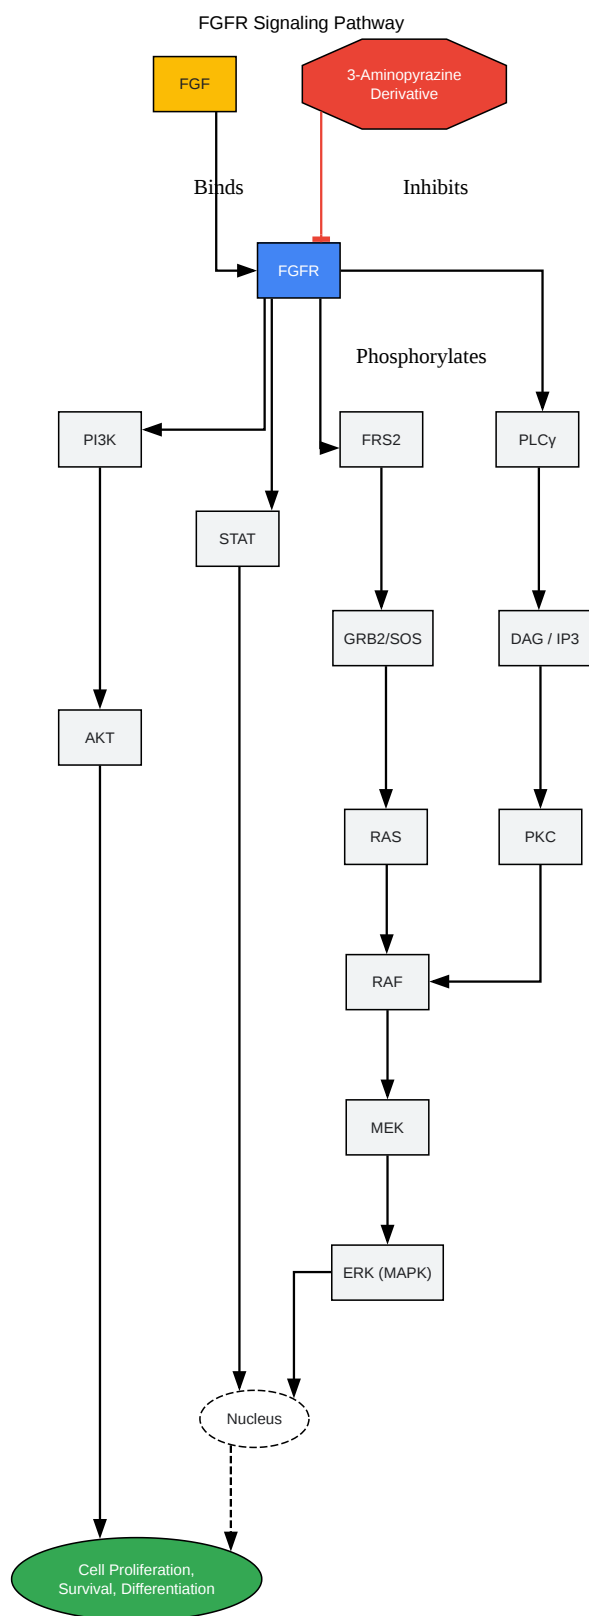 FGFR Signaling Pathway
FGF
3-Aminopyrazine
Derivative
Binds
Inhibits
FGFR
Phosphorylates
PI3K
FRS2
PLCγ
STAT
GRB2/SOS
DAG / IP3
AKT
RAS
PKC
RAF
MEK
ERK (MAPK)
Nucleus
Cell Proliferation,
Survival, Differentiation